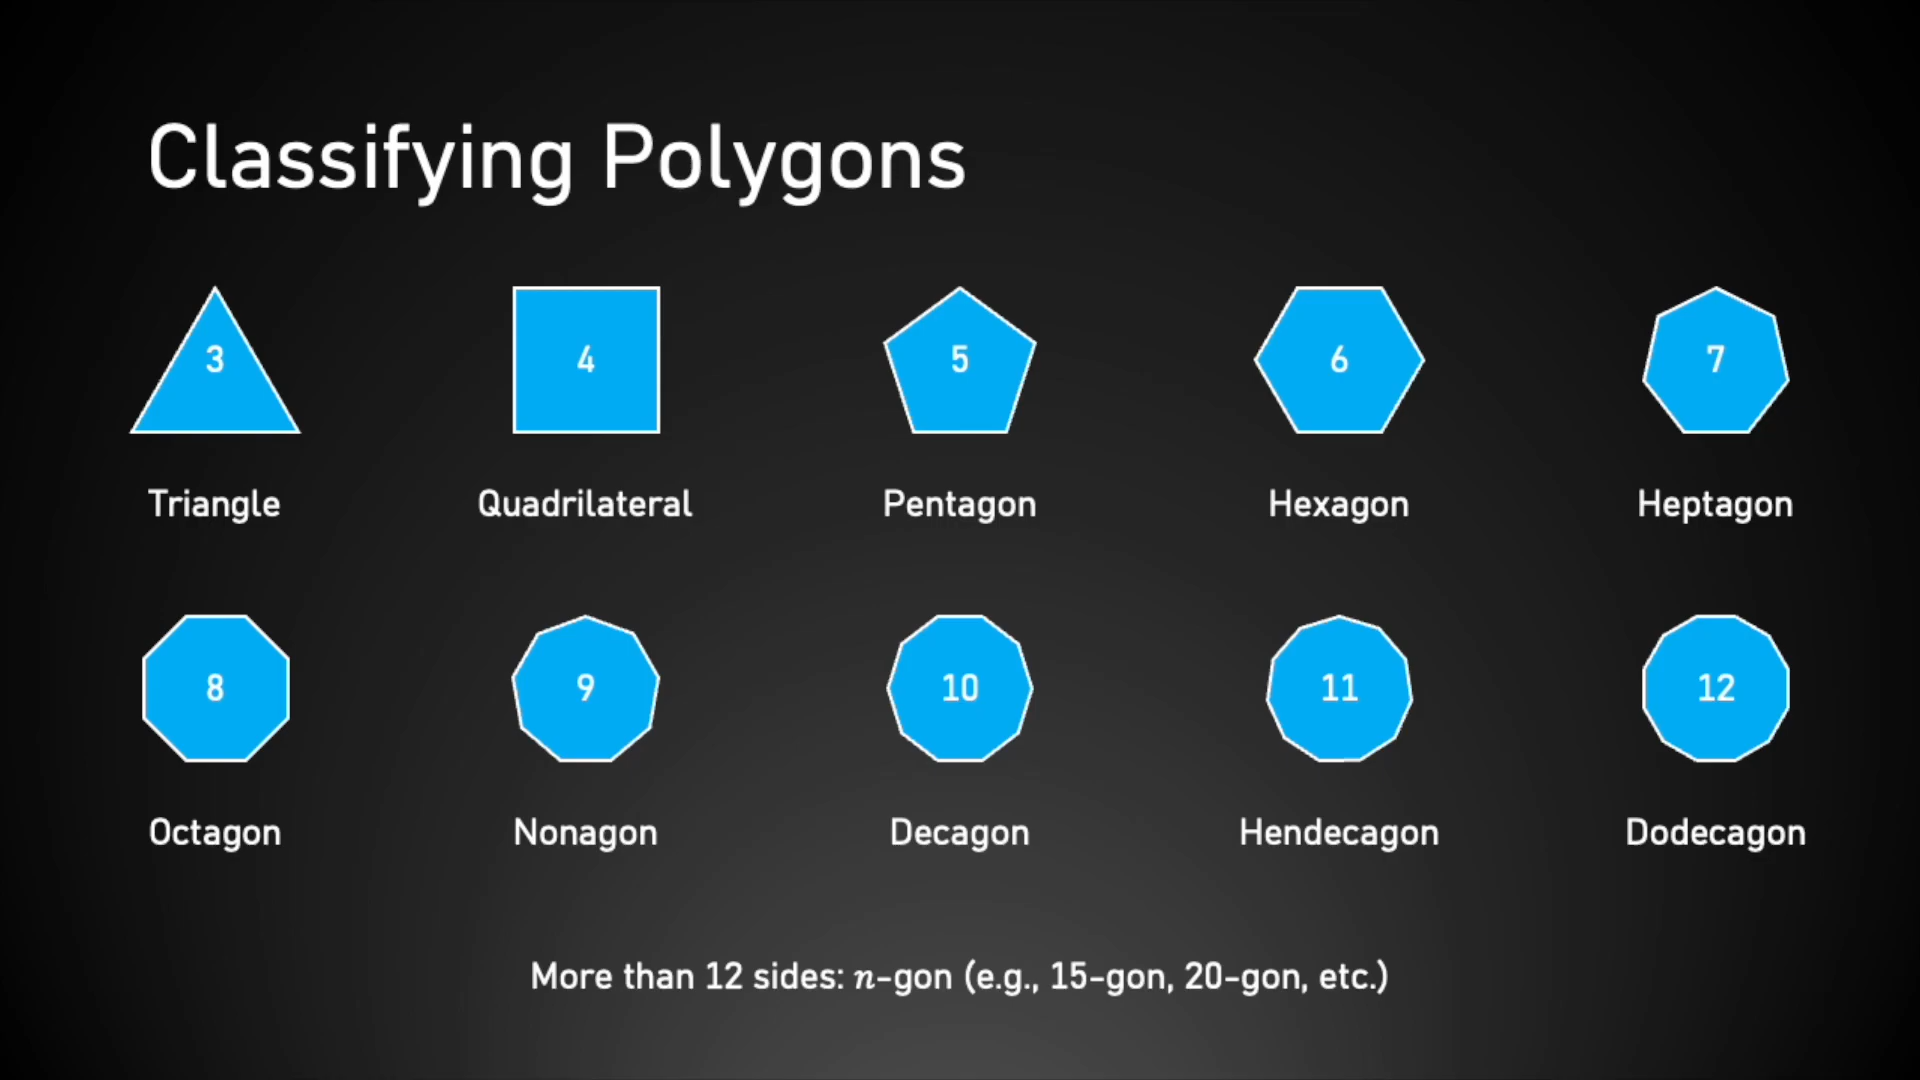 Classifying Polygons
3 4 5 6 7
Triangle Quadrilateral Pentagon Hexagon Heptagon
8 9 10 11 12
Octagon Nonagon Decagon Hendecagon Dodecagon
More than 12 sides: n-gon (e.g., 15-gon, 20-gon, etc.)